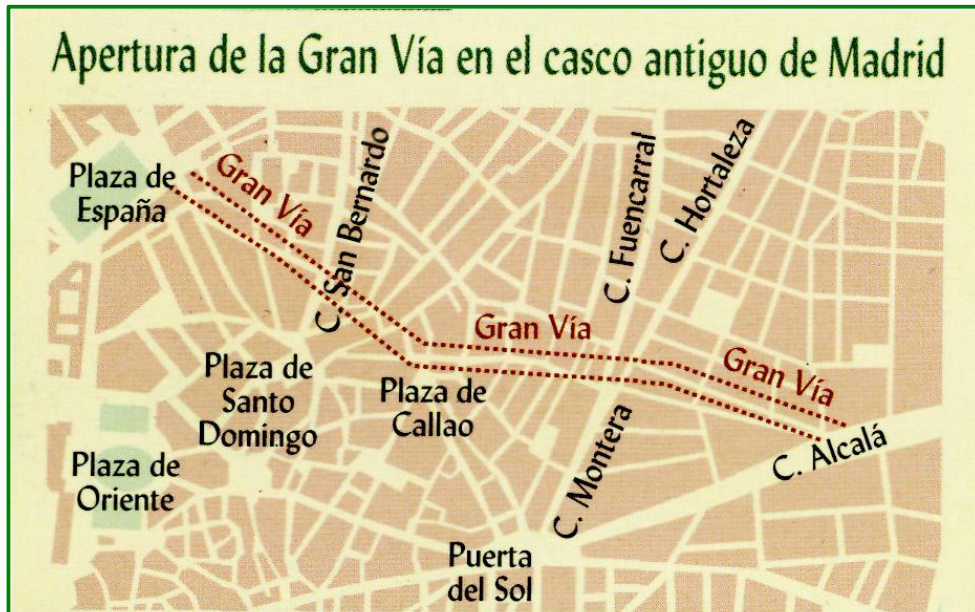 Apertura de la Gran Vía en el casco antiguo de Madrid
Plaza de
España
Gran Vía
C. San Bernardo
C. Fuencarral
C. Hortaleza
Gran Vía
Gran Vía
Plaza de
Santo
Domingo
Plaza de
Callao
C. Montera
C. Alcalá
Plaza de
Oriente
Puerta
del Sol